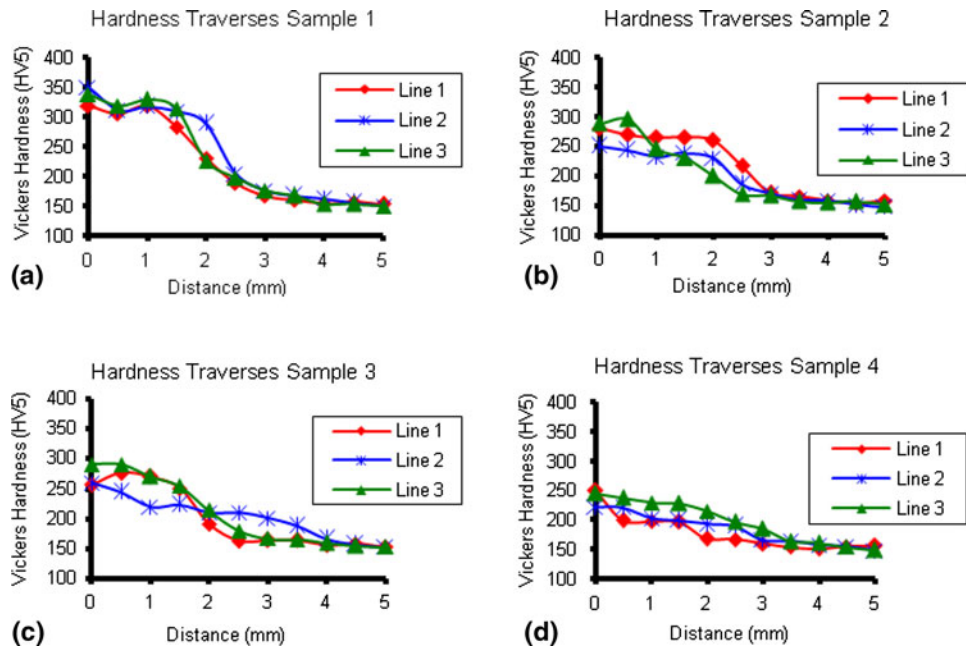 Hardness Traverses Sample 1
Vickers Hardness (HV5)
400
350
300
250
200
150
100
0 1 2 3 4 5
Distance (mm)
Line 1
Line 2
Line 3
(a)
Hardness Traverses Sample 2
Vickers Hardness (HV5)
400
350
300
250
200
150
100
0 1 2 3 4 5
Distance (mm)
Line 1
Line 2
Line 3
(b)
Hardness Traverses Sample 3
Vickers Hardness (HV5)
400
350
300
250
200
150
100
0 1 2 3 4 5
Distance (mm)
Line 1
Line 2
Line 3
(c)
Hardness Traverses Sample 4
Vickers Hardness (HV5)
400
350
300
250
200
150
100
0 1 2 3 4 5
Distance (mm)
Line 1
Line 2
Line 3
(d)